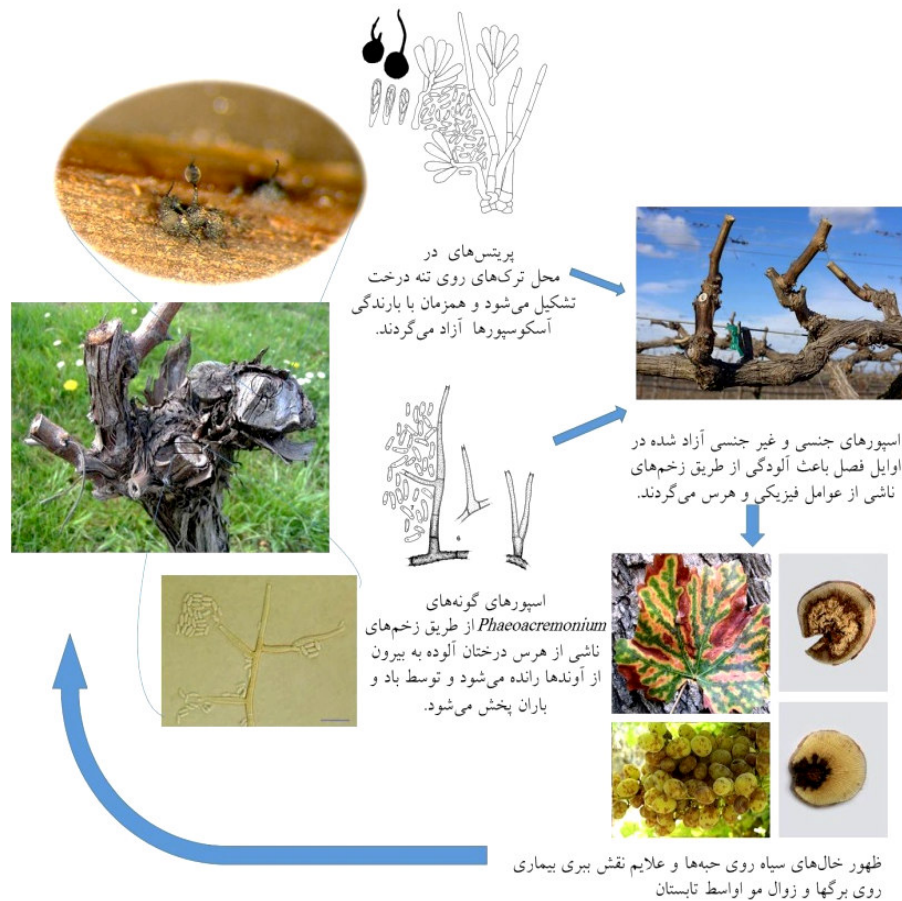 پریتس‌های در
محل ترک‌های روی تنه درخت
تشکیل می‌شود و همزمان با بارندگی
آسکوسپورها آزاد می‌گردند.
اسپورهای جنسی و غیر جنسی آزاد شده در
اوایل فصل باعث آلودگی از طریق زخم‌های
ناشی از عوامل فیزیکی و هرس می‌گردند.
اسپورهای گونه‌های
Phaeoacremonium از طریق زخم‌های
ناشی از هرس درختان آلوده به بیرون
از آوندها رانده می‌شود و توسط باد و
باران پخش می‌شود.
ظهور خال‌های سیاه روی حبه‌ها و علایم نقش ببری بیماری
روی برگها و زوال مو اواسط تابستان